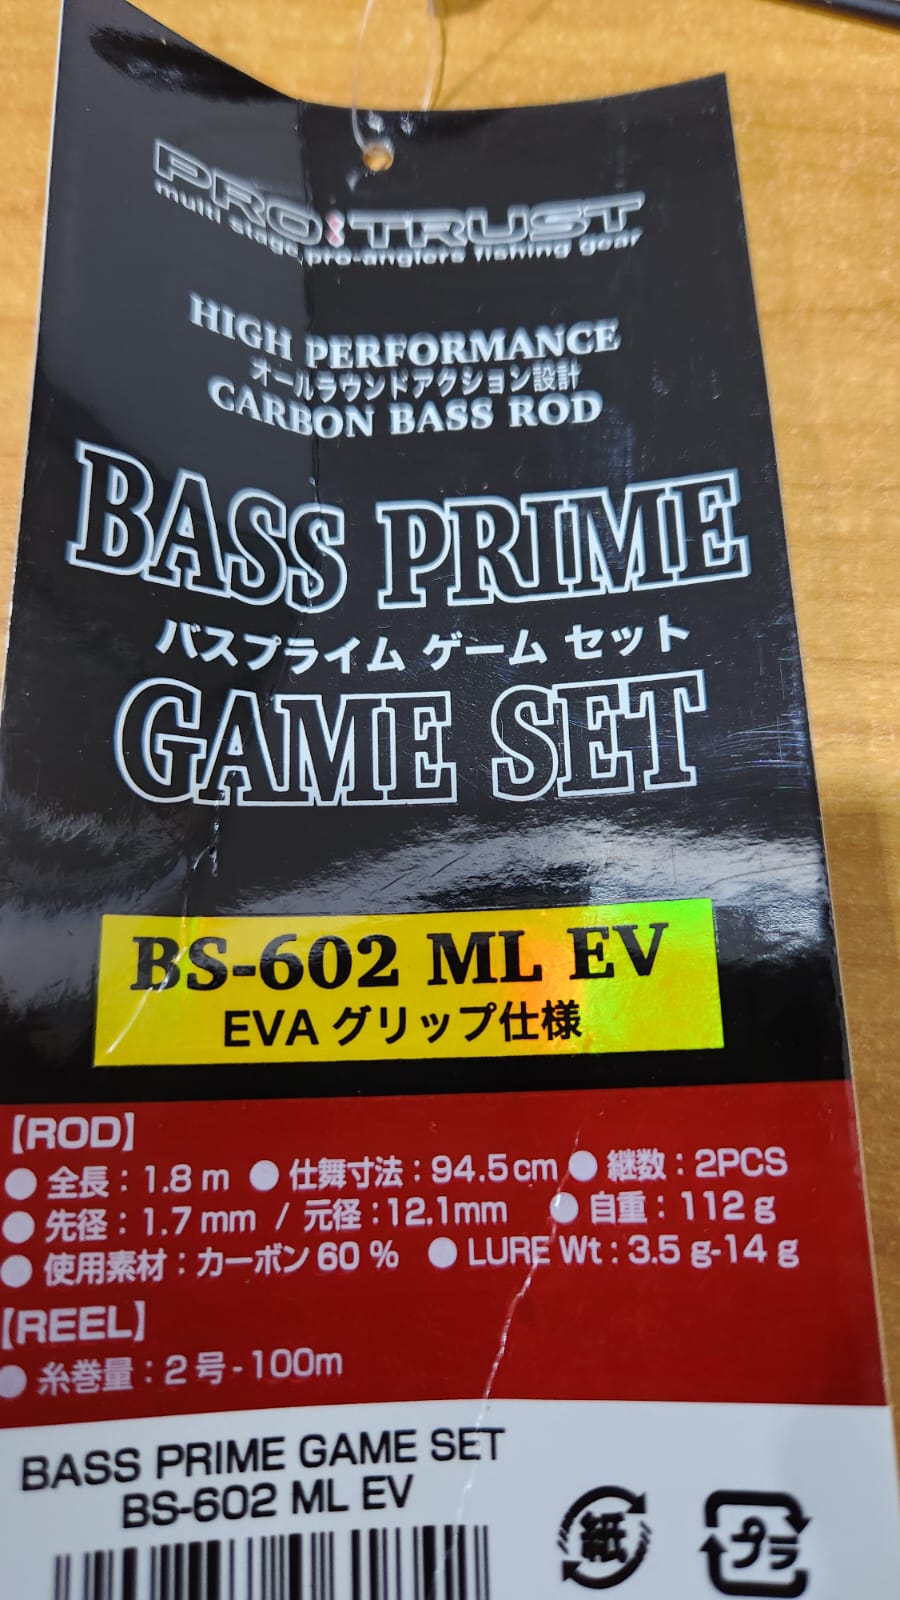 PRO:TRUST
multi stage pro-anglers fishing gear
HIGH PERFORMANCE
オールラウンドアクション設計
CARBON BASS ROD
BASS PRIME
バスプライム ゲーム セット
GAME SET
BS-602 ML EV
EVA グリップ仕様
【ROD】
● 全長：1.8 m ● 仕舞寸法：94.5cm ● 継数：2PCS
● 先径：1.7 mm / 元径：12.1mm ● 自重：112 g
● 使用素材：カーボン 60 % ● LURE Wt：3.5 g-14 g
【REEL】
● 糸巻量：2 号 - 100m
BASS PRIME GAME SET
BS-602 ML EV
紙
プラ